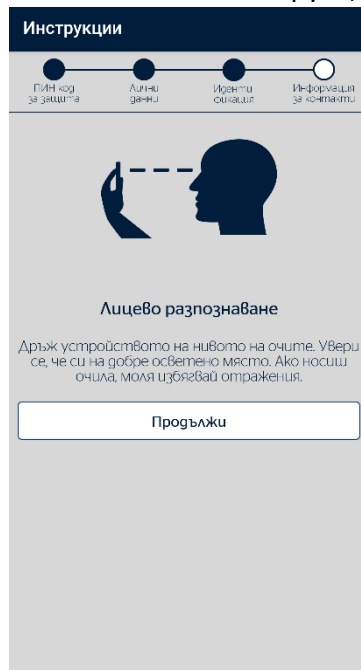 Инструкции
ПИН код
за защита
Лични
данни
Иденти
фикация
Информация
за контакти
Лицево разпознаване
Дръж устройството на нивото на очите. Увери
се, че си на добре осветено място. Ако носиш
очила, моля избягвай отражения.
Продължи